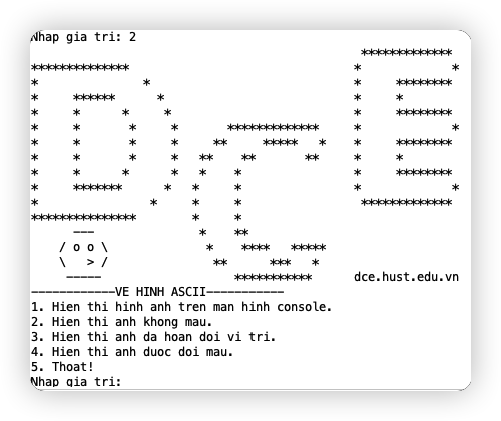 Nhap gia tri: 2
dce.hust.edu.vn
------------VE HINH ASCII-----------
1. Hien thi hinh anh tren man hinh console.
2. Hien thi anh khong mau.
3. Hien thi anh da hoan doi vi tri.
4. Hien thi anh duoc doi mau.
5. Thoat!
Nhap gia tri: